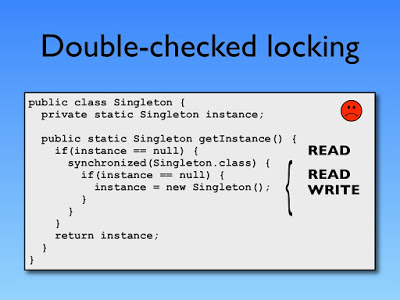 Double-checked locking
public class Singleton {
private static Singleton instance;
public static Singleton getInstance() {
if(instance == null) {
synchronized(Singleton.class) {
if(instance == null) {
instance = new Singleton();
}
}
}
return instance;
}
}
READ
READ
WRITE